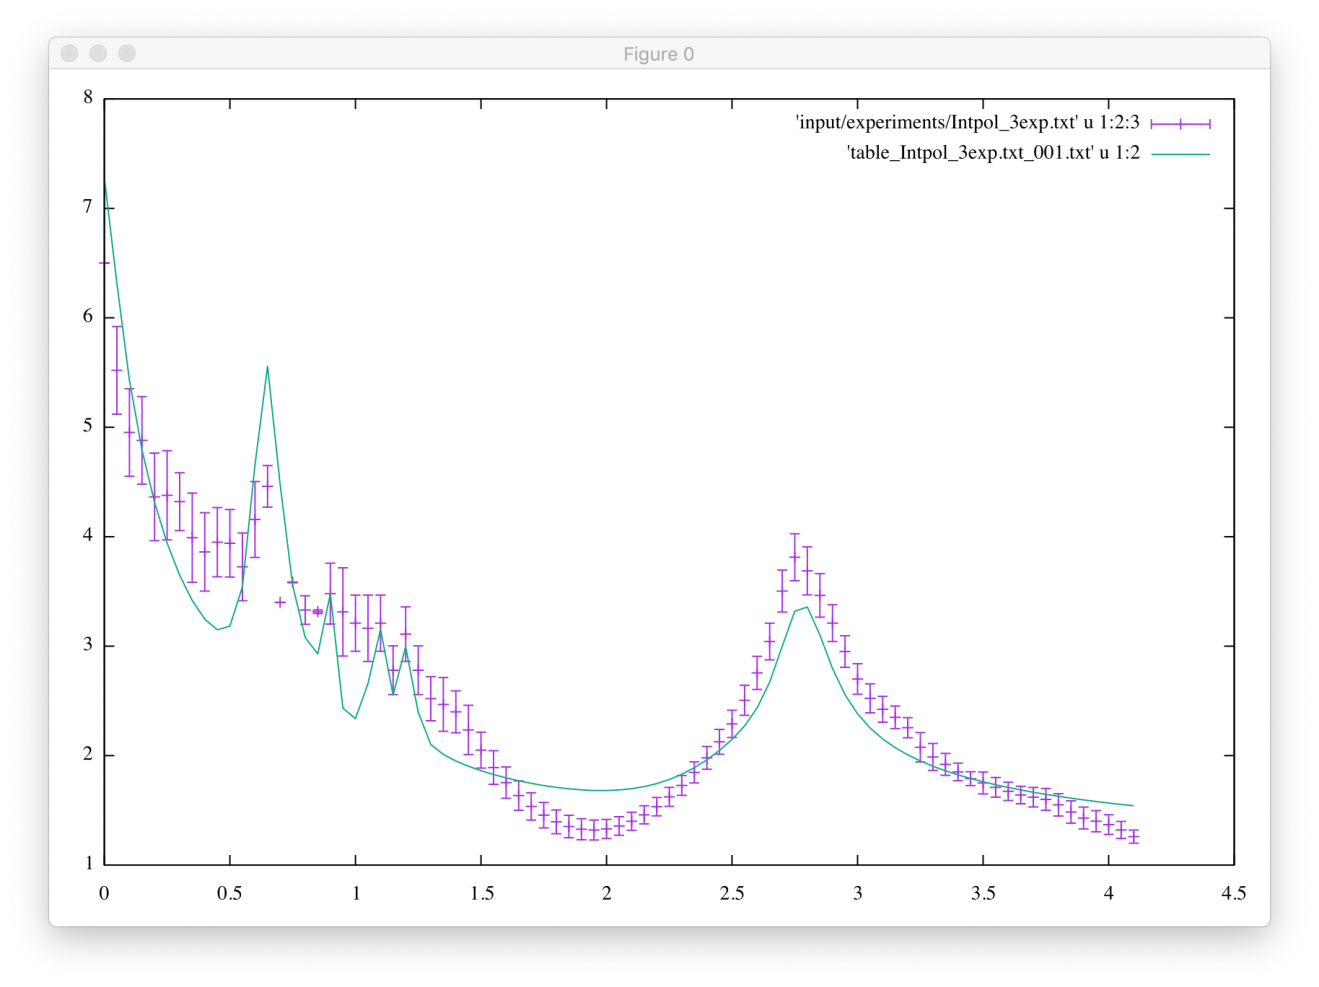 Figure 0
'input/experiments/Intpol_3exp.txt' u 1:2:3
'table_Intpol_3exp.txt_001.txt' u 1:2
8
7
6
5
4
3
2
1
0 0.5 1 1.5 2 2.5 3 3.5 4 4.5